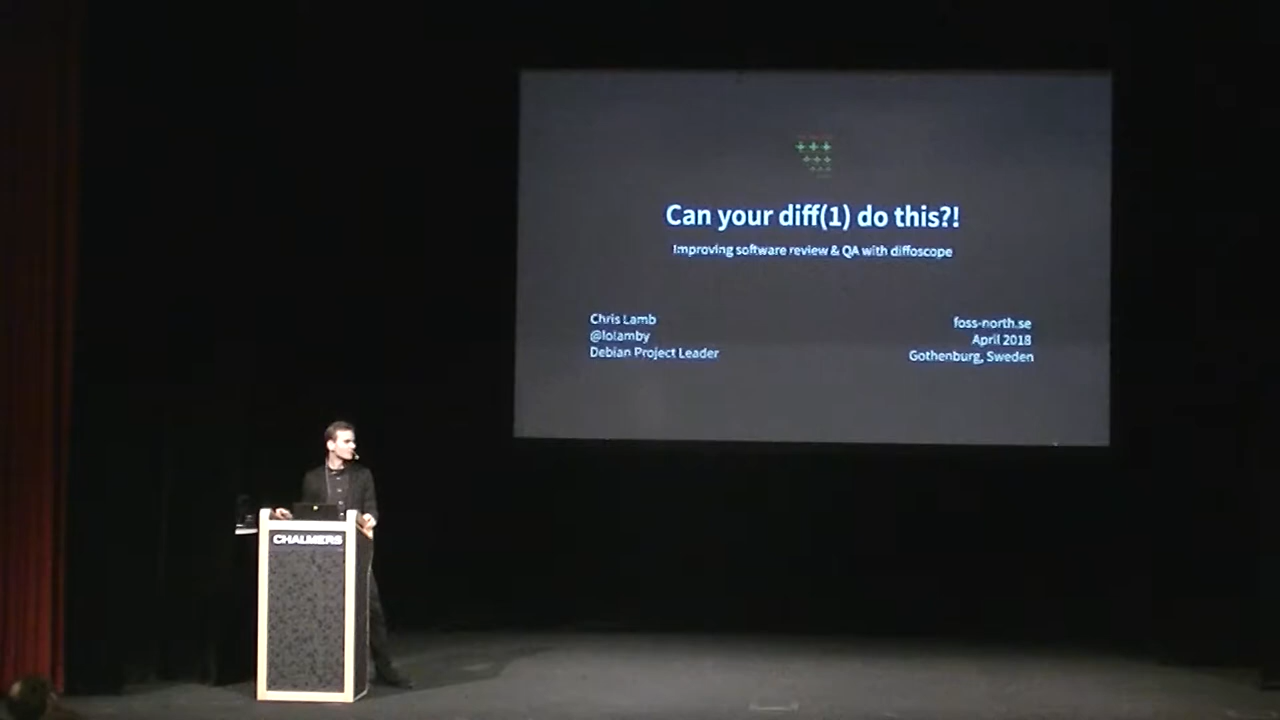 Can your diff(1) do this?!
Improving software review & QA with diffoscope
Chris Lamb
@lolamby
Debian Project Leader
foss-north.se
April 2018
Gothenburg, Sweden
CHALMERS